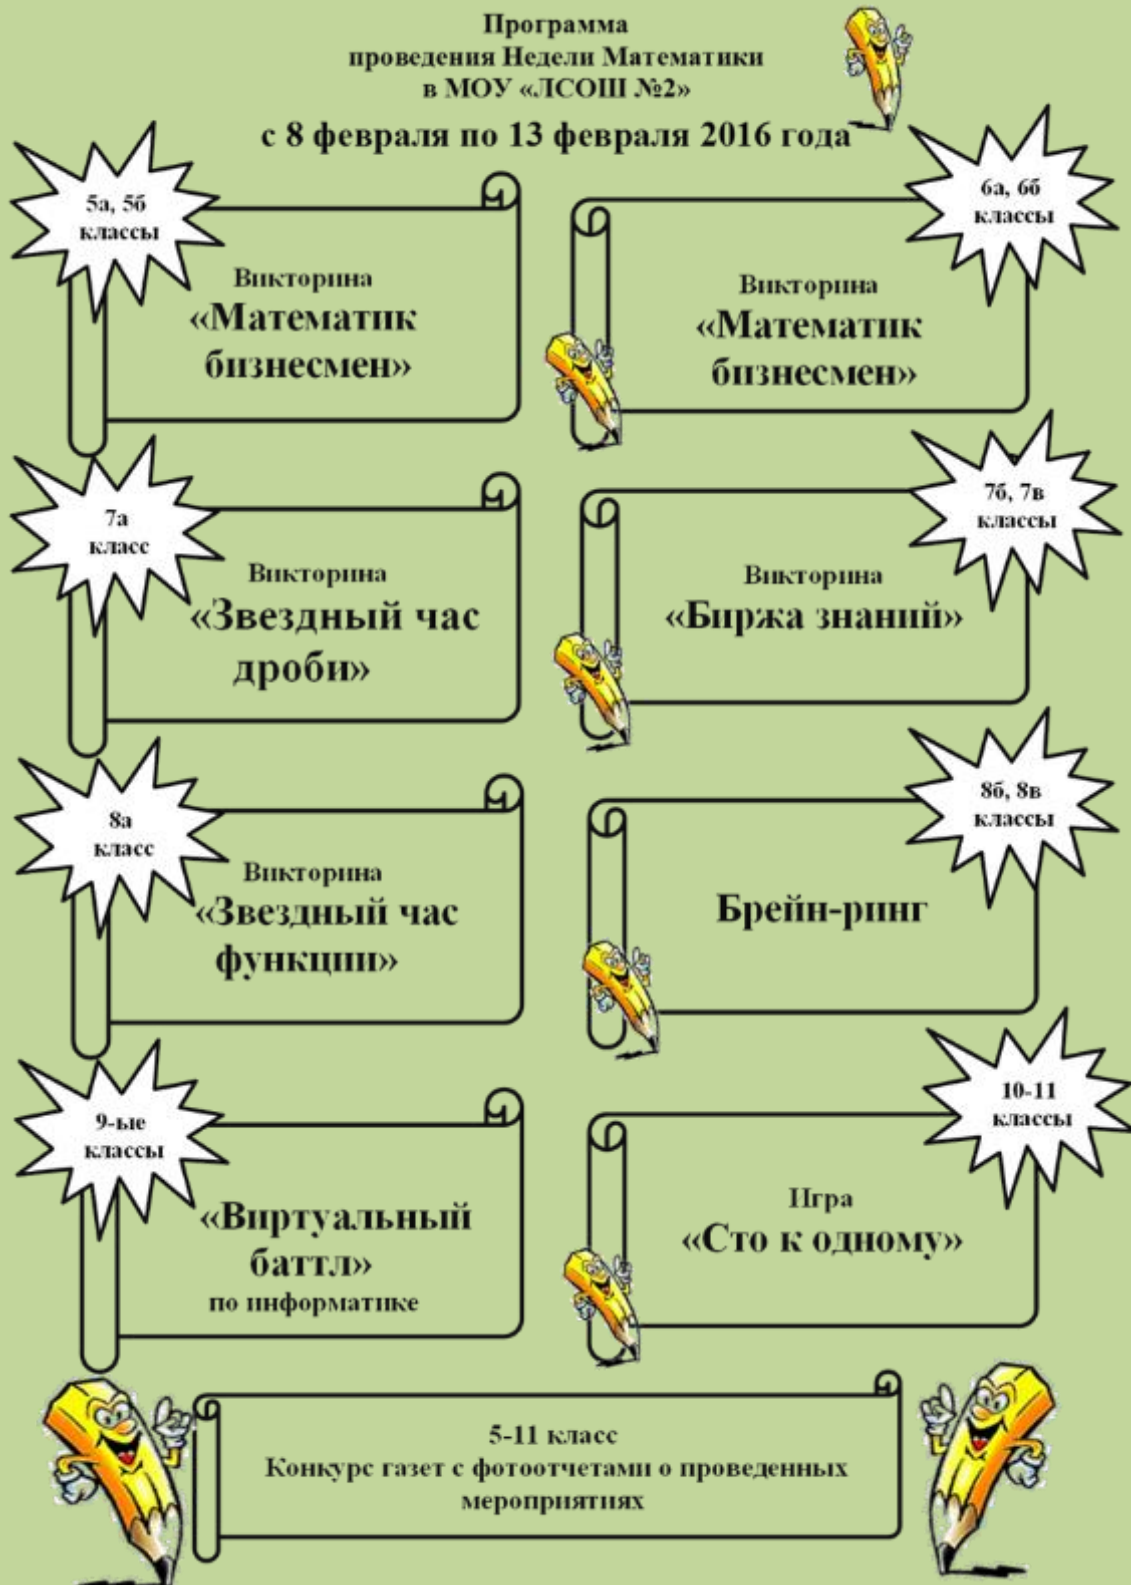 Программа
проведения Недели Математики
в МОУ «ЛСОШ №2»
с 8 февраля по 13 февраля 2016 года
5а, 5б
классы
Викторина
«Математик
бизнесмен»
6а, 6б
классы
Викторина
«Математик
бизнесмен»
7а
класс
Викторина
«Звездный час
дроби»
7б, 7в
классы
Викторина
«Биржа знаний»
8а
класс
Викторина
«Звездный час
функции»
8б, 8в
классы
Брейн-ринг
9-ые
классы
«Виртуальный
баттл»
по информатике
10-11
классы
Игра
«Сто к одному»
5-11 класс
Конкурс газет с фотоотчетами о проведенных
мероприятиях